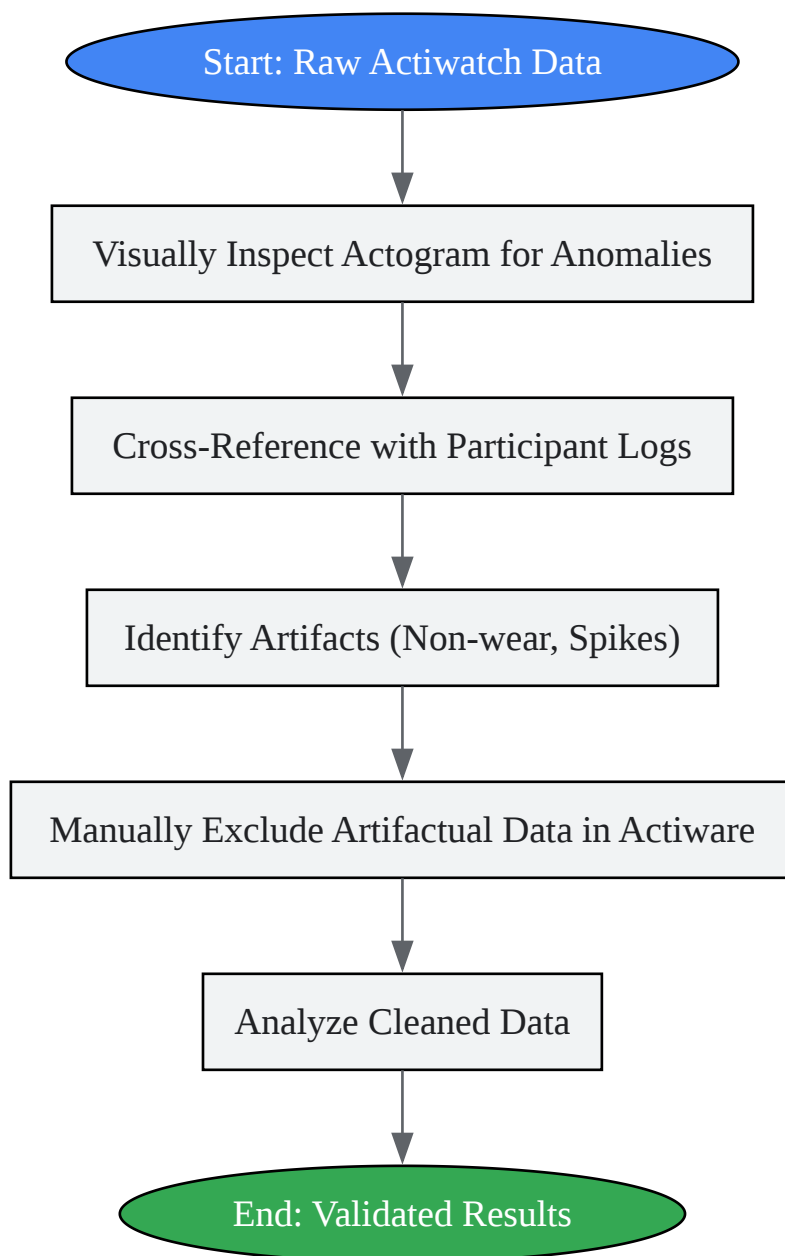 Start: Raw Actiwatch Data
Visually Inspect Actogram for Anomalies
Cross-Reference with Participant Logs
Identify Artifacts (Non-wear, Spikes)
Manually Exclude Artifactual Data in Actiware
Analyze Cleaned Data
End: Validated Results